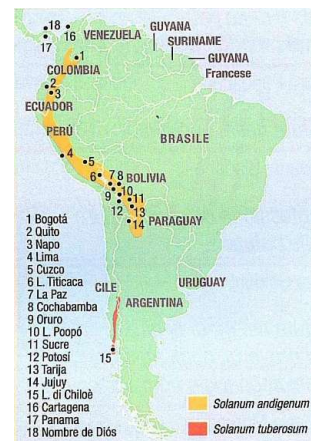 18
17
16
VENEZUELA
GUYANA
SURINAME
GUYANA
Francese
1
COLOMBIA
2
3
ECUADOR
PERÙ
BRASILE
4
5
6
7 8
BOLIVIA
9
10
11
12
13
14
PARAGUAY
URUGUAY
CILE
ARGENTINA
15
1 Bogotá
2 Quito
3 Napo
4 Lima
5 Cuzco
6 L. Titicaca
7 La Paz
8 Cochabamba
9 Oruro
10 L. Poopó
11 Sucre
12 Potosí
13 Tarija
14 Jujuy
15 L. di Chiloè
16 Cartagena
17 Panama
18 Nombre de Diós
Solanum andigenum
Solanum tuberosum